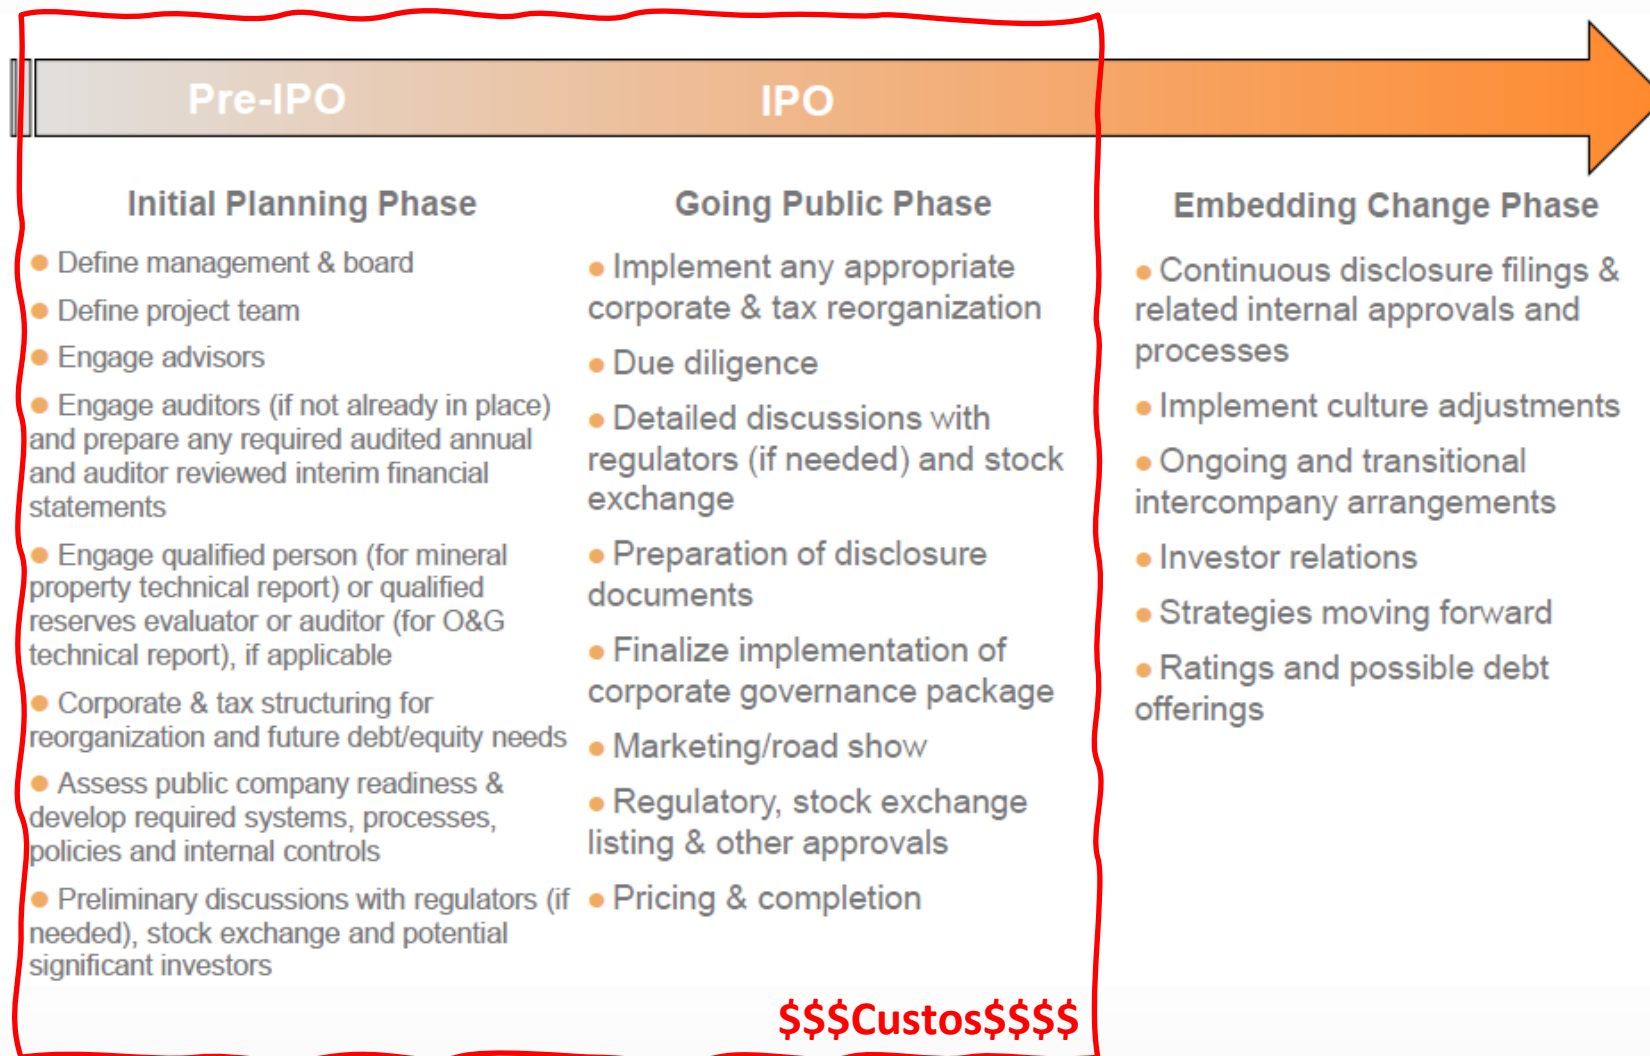 Pre-IPO
IPO
Initial Planning Phase
● Define management & board
● Define project team
● Engage advisors
● Engage auditors (if not already in place)
and prepare any required audited annual
and auditor reviewed interim financial
statements
● Engage qualified person (for mineral
property technical report) or qualified
reserves evaluator or auditor (for O&G
technical report), if applicable
● Corporate & tax structuring for
reorganization and future debt/equity needs
● Assess public company readiness &
develop required systems, processes,
policies and internal controls
● Preliminary discussions with regulators (if
needed), stock exchange and potential
significant investors
Going Public Phase
● Implement any appropriate
corporate & tax reorganization
● Due diligence
● Detailed discussions with
regulators (if needed) and stock
exchange
● Preparation of disclosure
documents
● Finalize implementation of
corporate governance package
● Marketing/road show
● Regulatory, stock exchange
listing & other approvals
● Pricing & completion
$$$Custos$$$$
Embedding Change Phase
● Continuous disclosure filings &
related internal approvals and
processes
● Implement culture adjustments
● Ongoing and transitional
intercompany arrangements
● Investor relations
● Strategies moving forward
● Ratings and possible debt
offerings